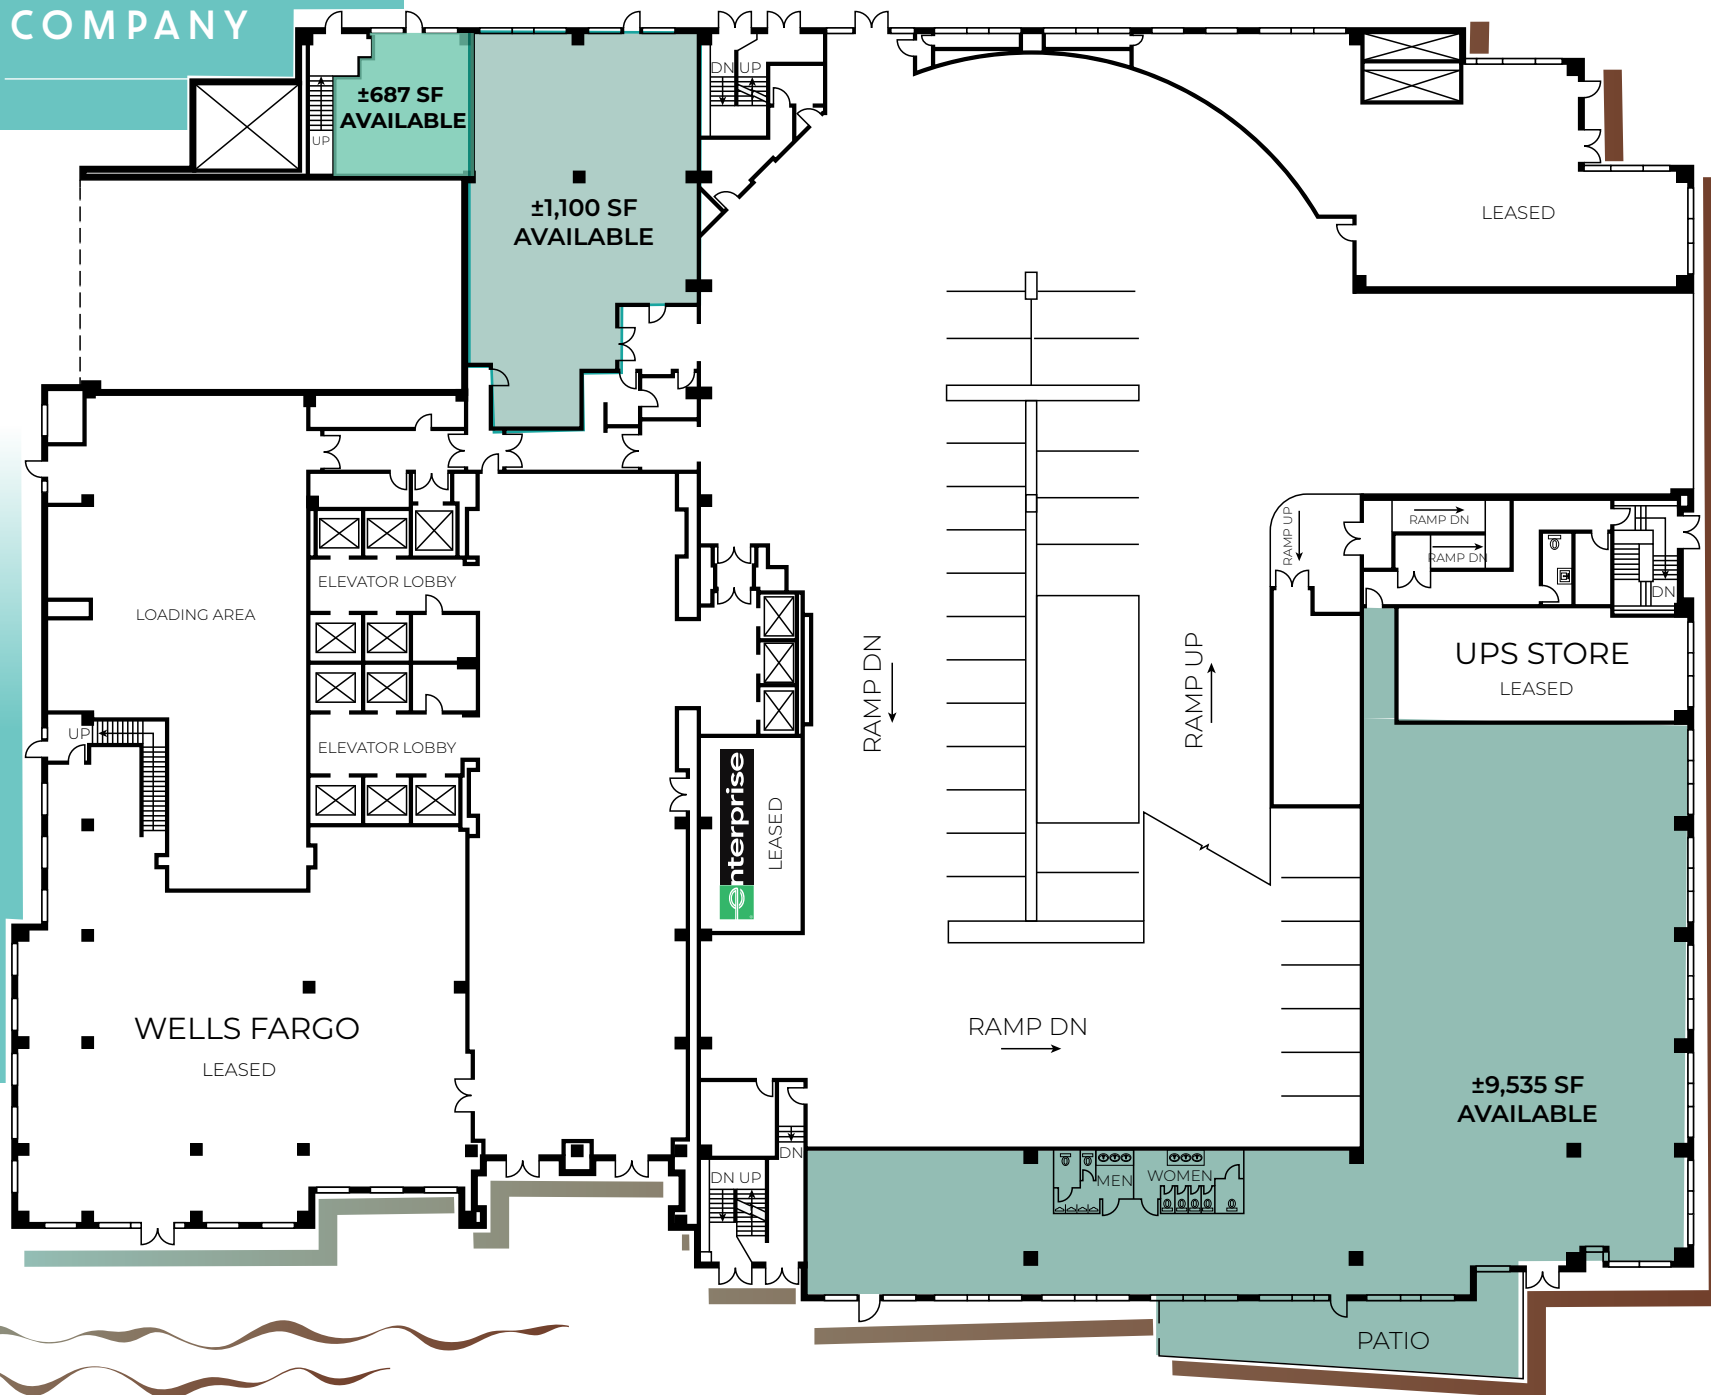 COMPANY
±687 SF
AVAILABLE
UP
DN UP
±1,100 SF
AVAILABLE
LEASED
RAMP UP
RAMP DN
RAMP DN
DN
ELEVATOR LOBBY
LOADING AREA
UPS STORE
LEASED
RAMP DN
RAMP UP
UP
ELEVATOR LOBBY
enterprise
LEASED
WELLS FARGO
LEASED
RAMP DN
±9,535 SF
AVAILABLE
DN
DN UP
MEN
WOMEN
PATIO